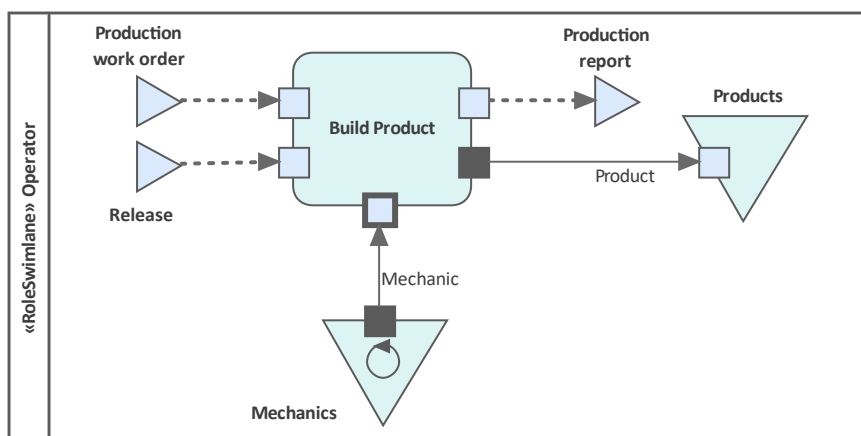 «RoleSwimlane» Operator
Production
work order
Release
Build Product
Production
report
Products
Product
Mechanic
Mechanics